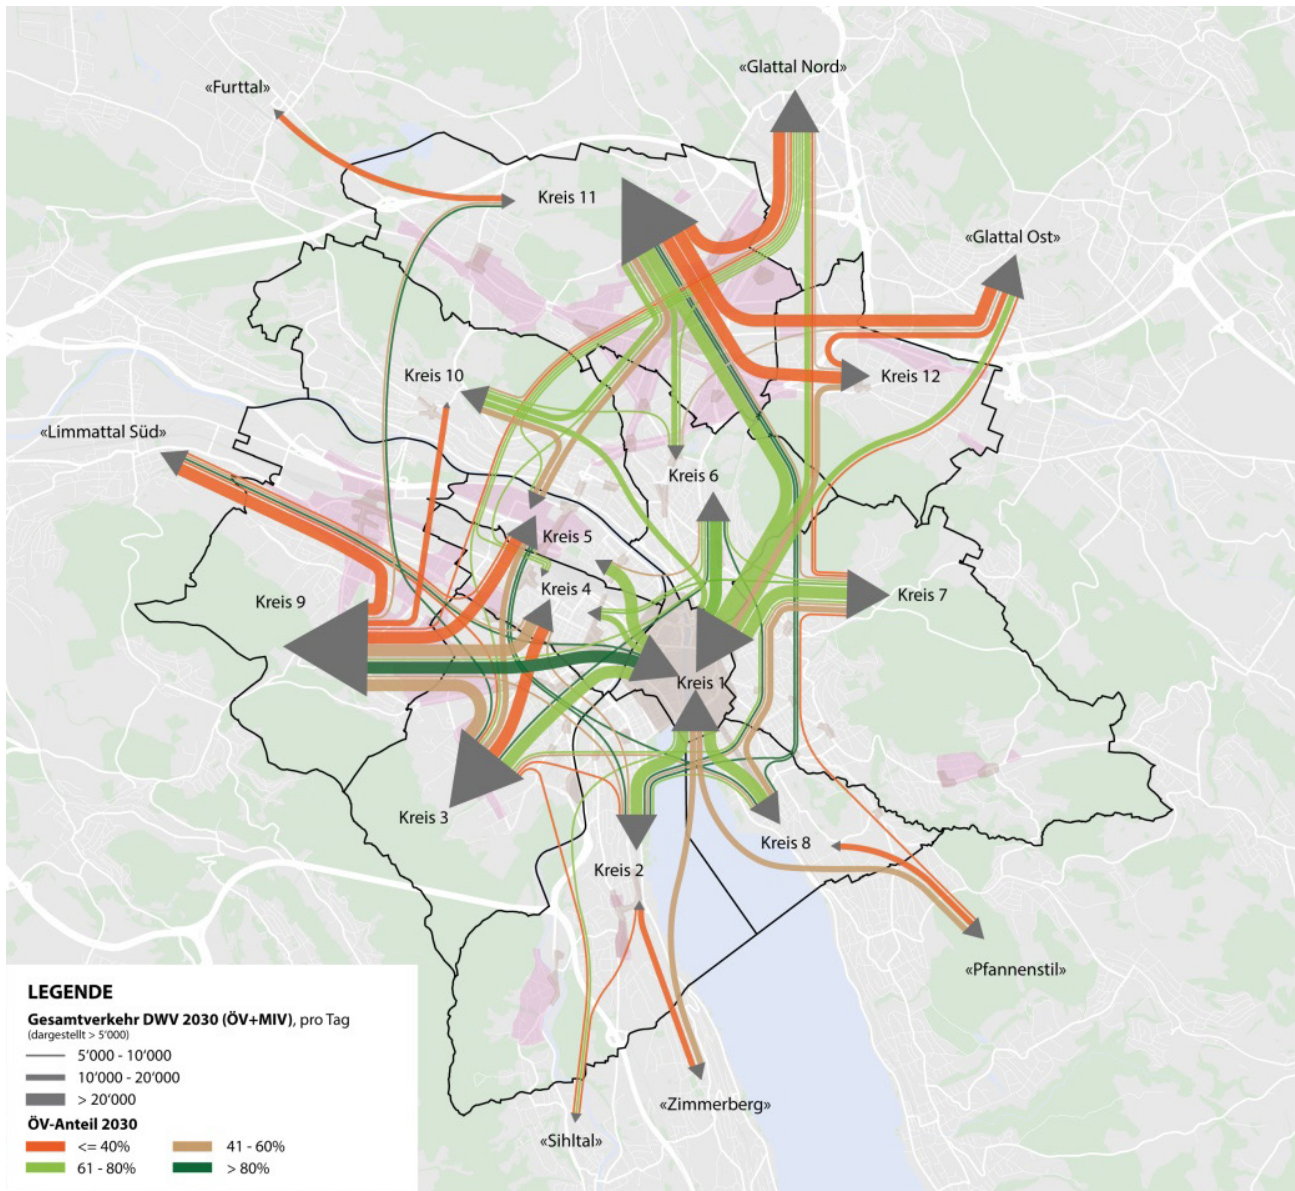 «Glattal Nord»
«Furttal»
Kreis 11
«Glattal Ost»
Kreis 10
Kreis 12
«Limmattal Süd»
Kreis 6
Kreis 5
Kreis 4
Kreis 9
Kreis 7
Kreis 1
Kreis 3
Kreis 8
Kreis 2
«Pfannenstil»
«Zimmerberg»
«Sihltal»
LEGENDE
Gesamtverkehr DWV 2030 (ÖV+MIV), pro Tag
(dargestellt > 5'000)
5'000 - 10'000
10'000 - 20'000
> 20'000
ÖV-Anteil 2030
<= 40% 41 - 60%
61 - 80% > 80%